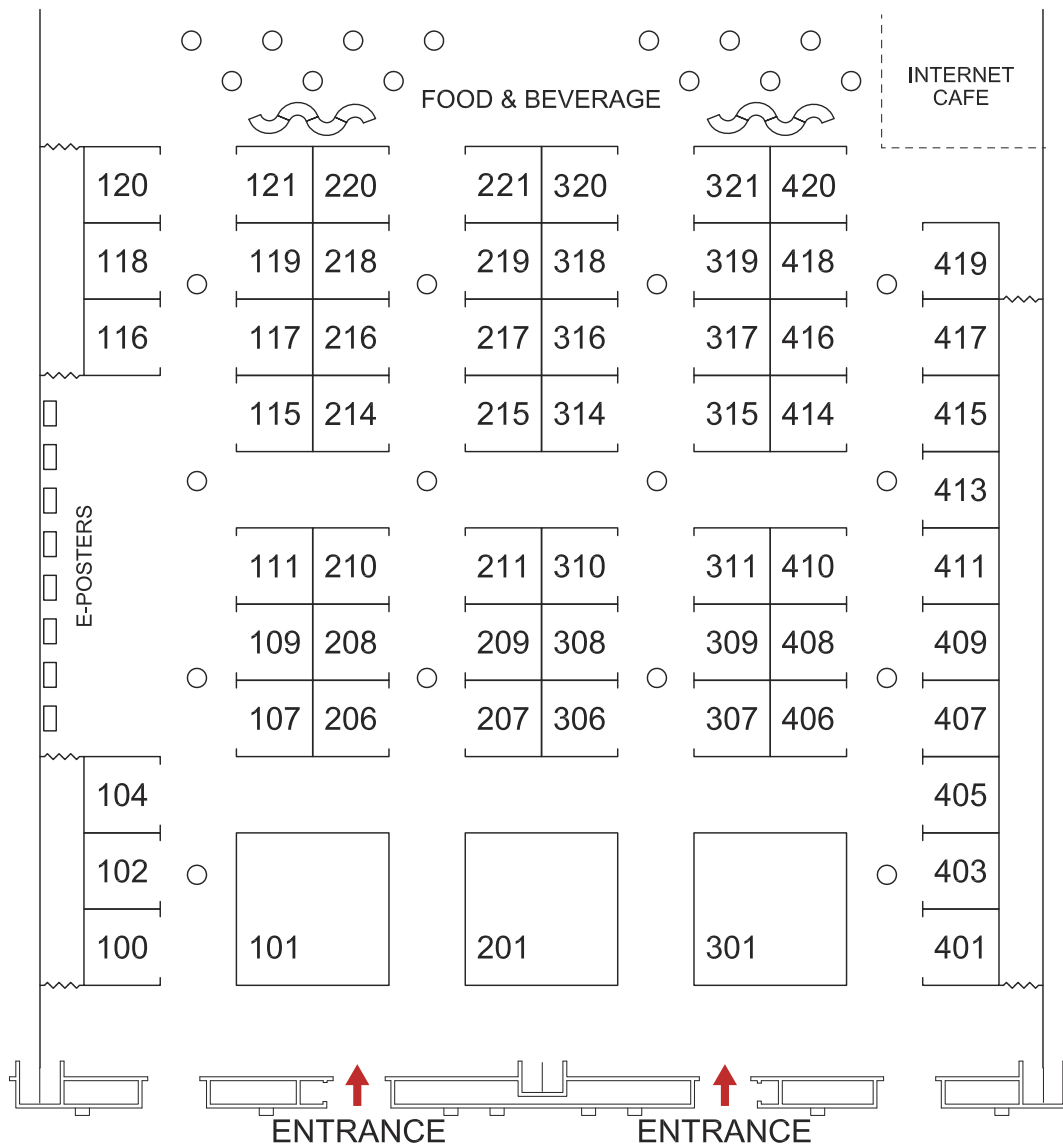 INTERNET
CAFE
FOOD & BEVERAGE
120 121 220 221 320 321 420
118 119 218 219 318 319 418 419
116 117 216 217 316 317 416 417
115 214 215 314 315 414 415
413
E-POSTERS
111 210 211 310 311 410 411
109 208 209 308 309 408 409
107 206 207 306 307 406 407
104 405
102 403
100 101 201 301 401
ENTRANCE ENTRANCE